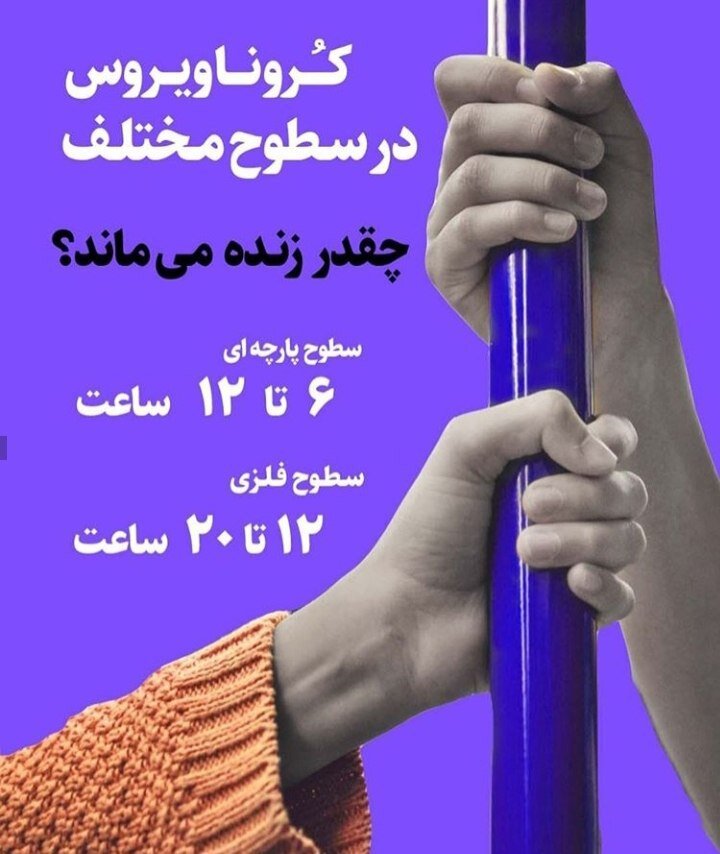 کُروناویروس
در سطوح مختلف
چقدر زنده می‌ماند؟
سطوح پارچه ای
۶ تا ۱۲ ساعت
سطوح فلزی
۱۲ تا ۲۰ ساعت